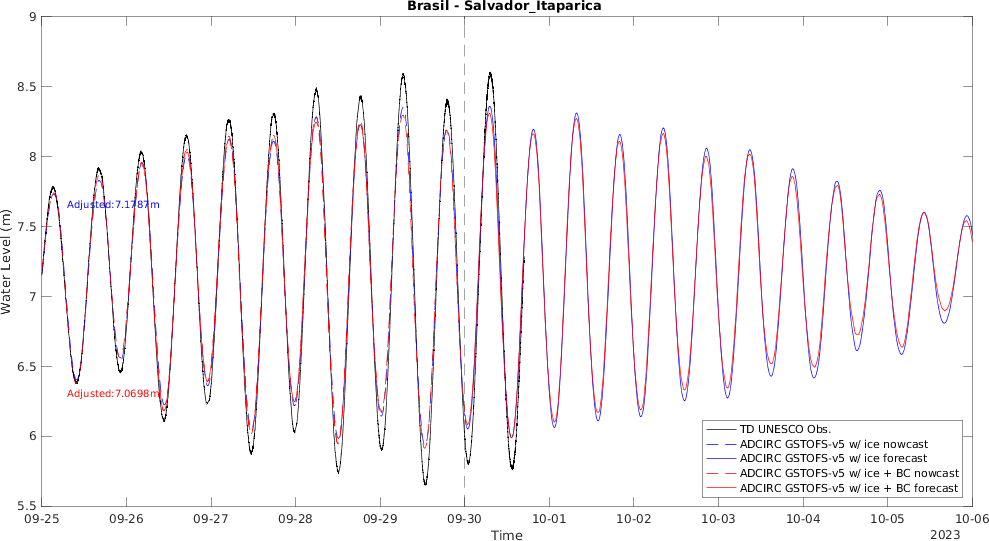 Brasil - Salvador_Itaparica
9
8.5
8
7.5
7
6.5
6
5.5
Water Level (m)
Adjusted:7.1787m
Adjusted:7.0698m
TD UNESCO Obs.
ADCIRC GSTOFS-v5 w/ ice nowcast
ADCIRC GSTOFS-v5 w/ ice forecast
ADCIRC GSTOFS-v5 w/ ice + BC nowcast
ADCIRC GSTOFS-v5 w/ ice + BC forecast
09-25 09-26 09-27 09-28 09-29 09-30 10-01 10-02 10-03 10-04 10-05 10-06
Time
2023